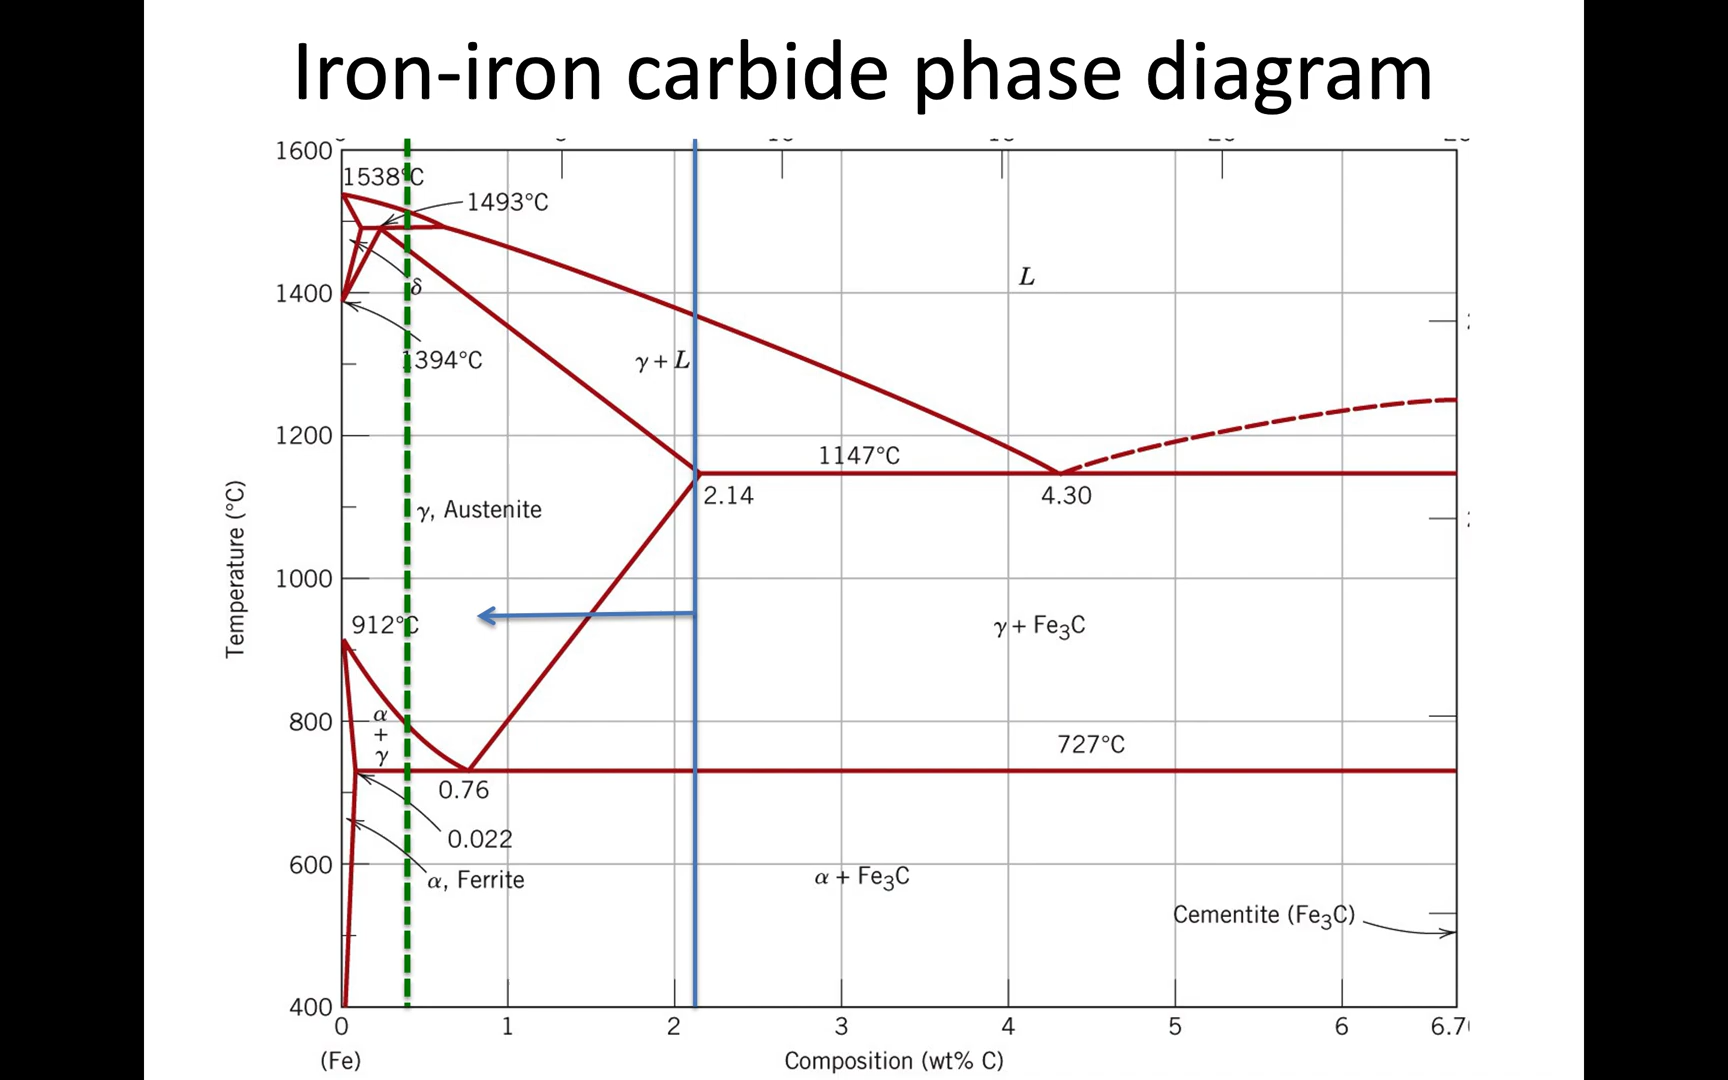 Iron-iron carbide phase diagram
1600
1538°C
1493°C
L
1400
δ
1394°C
γ + L
1200
1147°C
2.14
4.30
γ, Austenite
Temperature (°C)
1000
912°C
γ + Fe₃C
800
α
+
γ
727°C
0.76
0.022
600
α, Ferrite
α + Fe₃C
Cementite (Fe₃C)
400
0 1 2 3 4 5 6 6.7
(Fe)
Composition (wt% C)